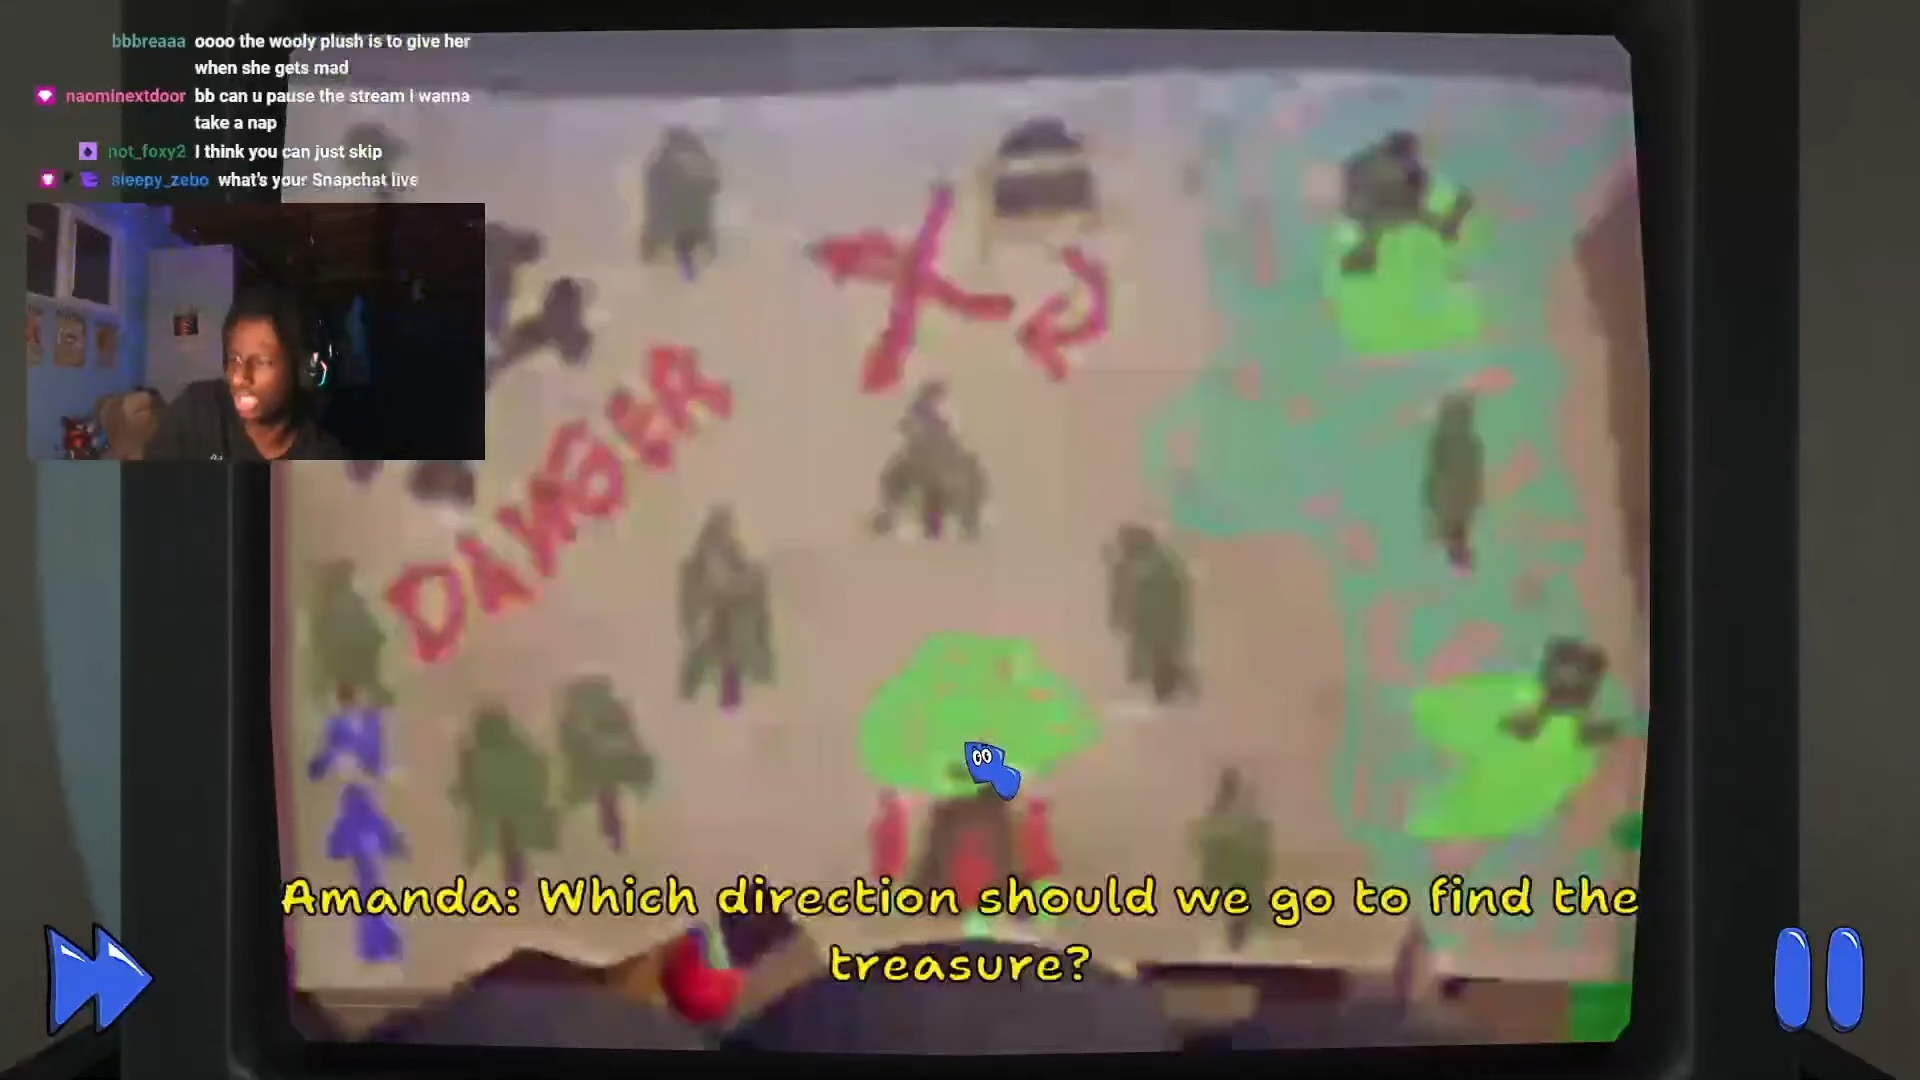 bbbreaaa oooo the wooly plush is to give her
when she gets mad
naominextdoor bb can u pause the stream I wanna
take a nap
not_foxy2 I think you can just skip
sleepy_zebo what's your Snapchat live
DANGER
Amanda: Which direction should we go to find the
treasure?